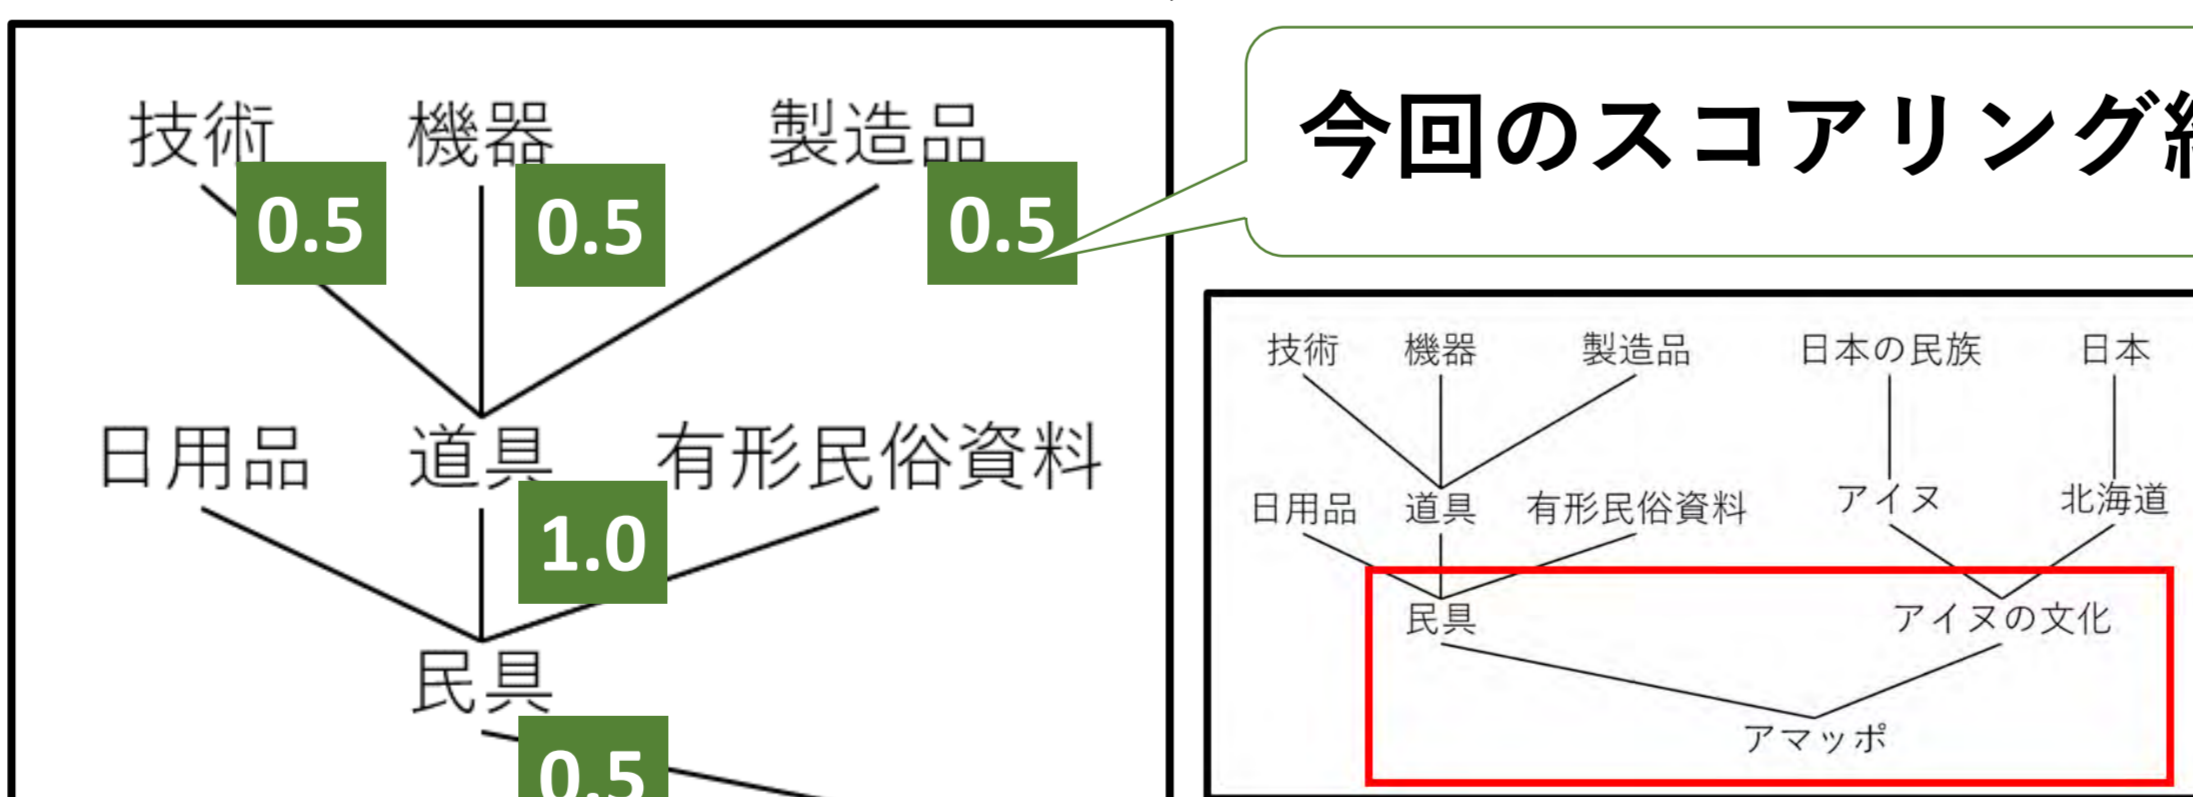 技術 機器 製造品
0.5 0.5 0.5
日用品 道具 有形民俗資料
1.0
民具
0.5
今回のスコアリング
技術 機器 製造品 日本の民族 日本
日用品 道具 有形民俗資料 アイヌ 北海道
民具 アイヌの文化
アマッポ